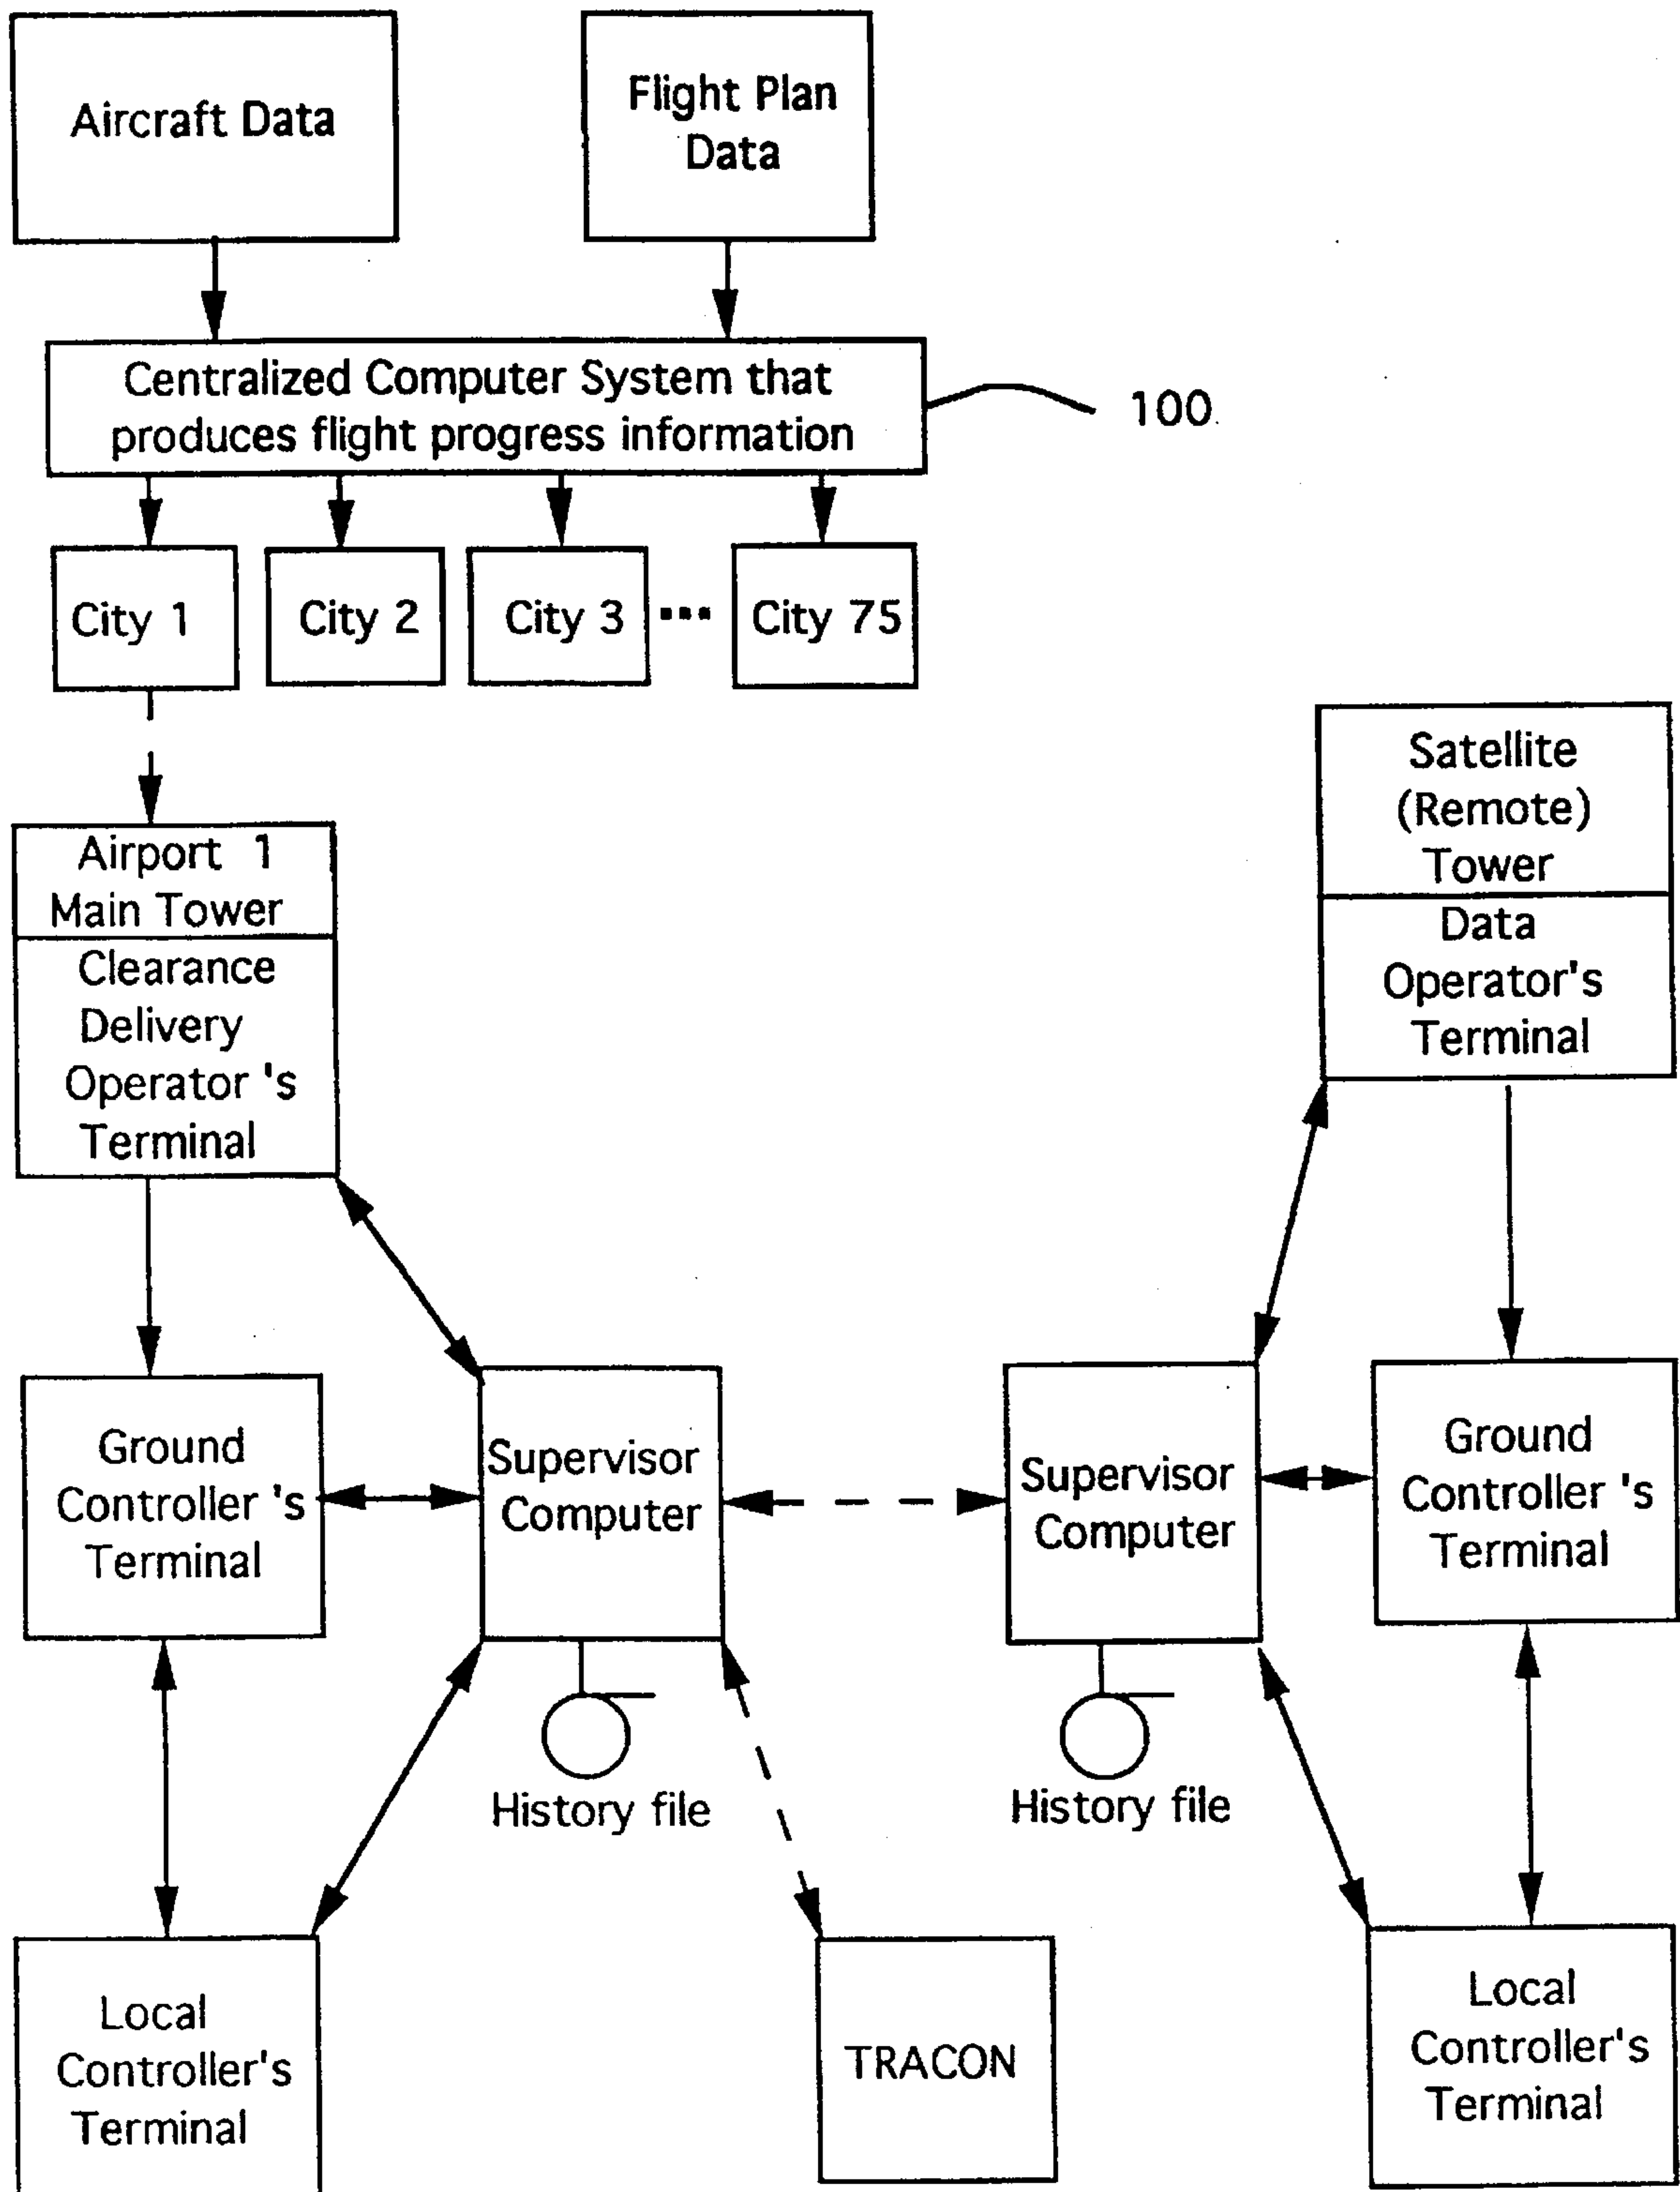 Aircraft Data
Flight Plan
Data
Centralized Computer System that
produces flight progress information
100
City 1
City 2
City 3
...
City 75
Airport 1
Main Tower
Clearance
Delivery
Operator 's
Terminal
Satellite
(Remote)
Tower
Data
Operator's
Terminal
Ground
Controller 's
Terminal
Supervisor
Computer
Supervisor
Computer
Ground
Controller 's
Terminal
History file
History file
Local
Controller's
Terminal
TRACON
Local
Controller's
Terminal